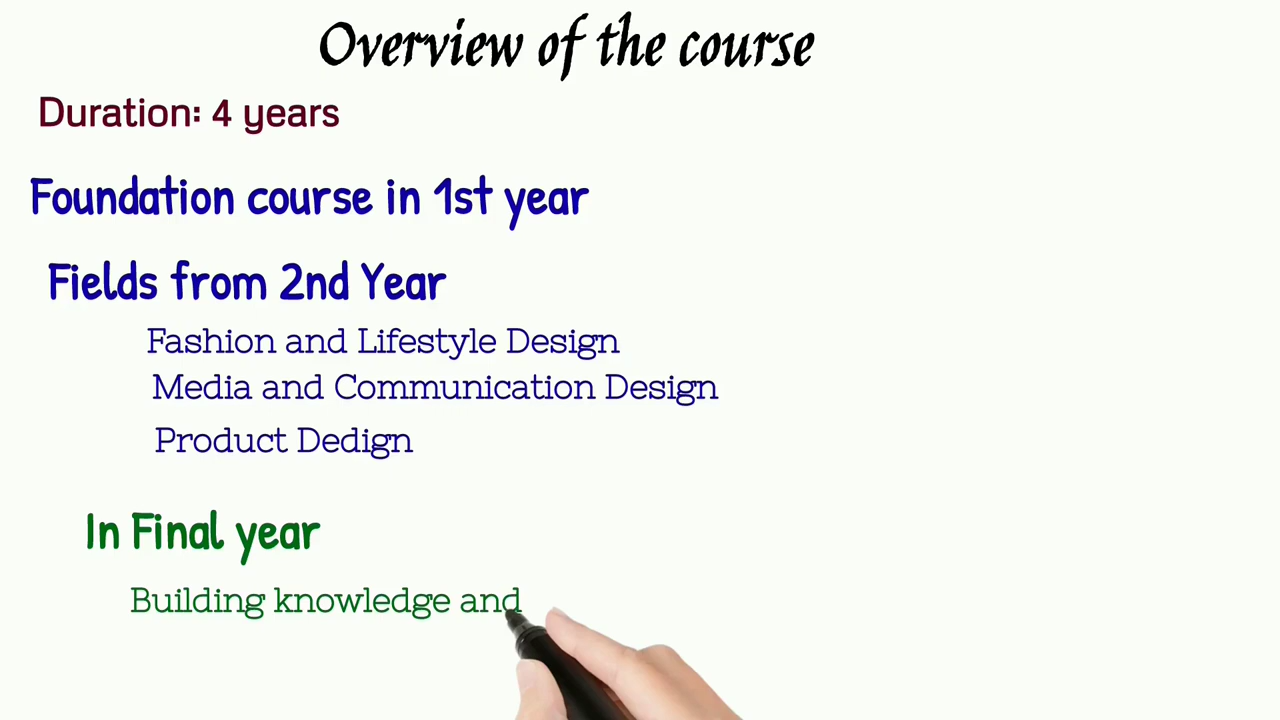 Overview of the course
Duration: 4 years
Foundation course in 1st year
Fields from 2nd Year
Fashion and Lifestyle Design
Media and Communication Design
Product Dedign
In Final year
Building knowledge and